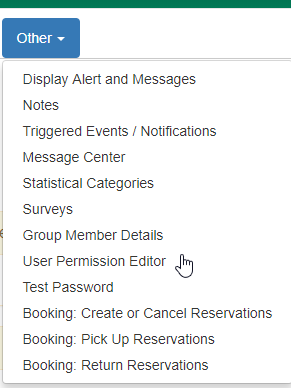 Other
Display Alert and Messages
Notes
Triggered Events / Notifications
Message Center
Statistical Categories
Surveys
Group Member Details
User Permission Editor
Test Password
Booking: Create or Cancel Reservations
Booking: Pick Up Reservations
Booking: Return Reservations